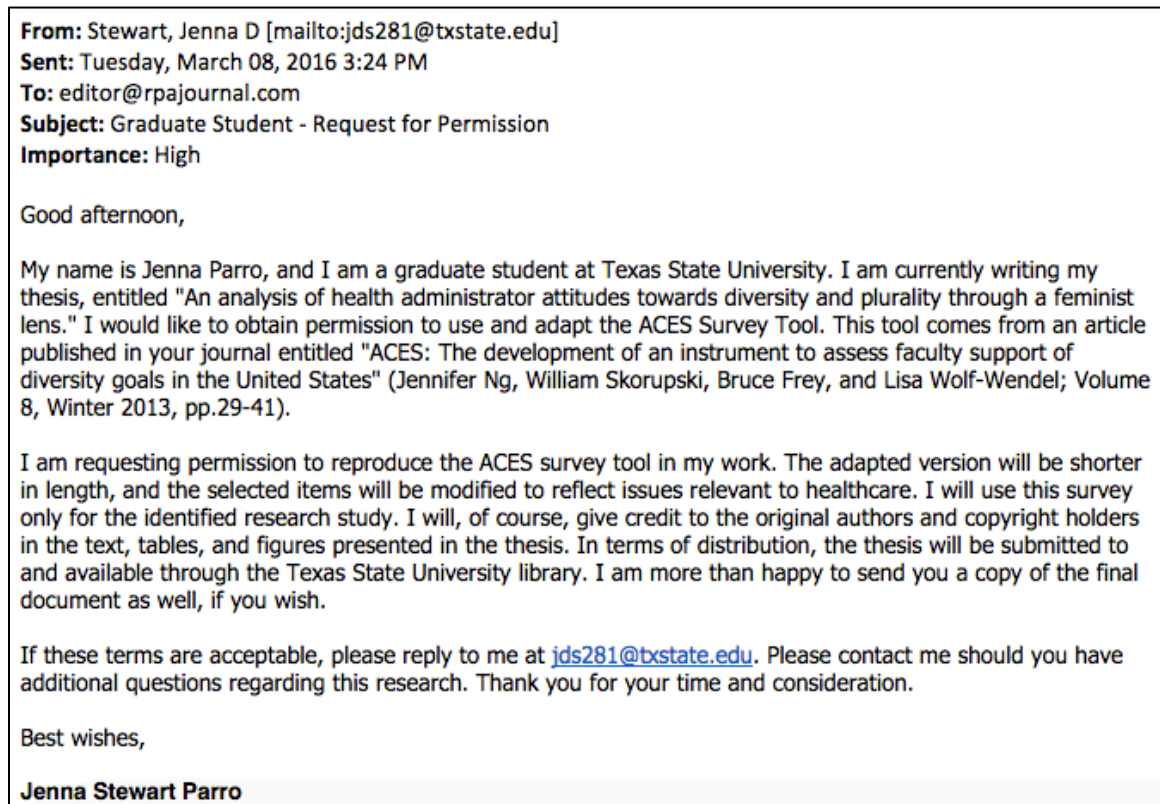 From: Stewart, Jenna D [mailto:jds281@txstate.edu]
Sent: Tuesday, March 08, 2016 3:24 PM
To: editor@rpajournal.com
Subject: Graduate Student - Request for Permission
Importance: High
Good afternoon,
My name is Jenna Parro, and I am a graduate student at Texas State University. I am currently writing my
thesis, entitled "An analysis of health administrator attitudes towards diversity and plurality through a feminist
lens." I would like to obtain permission to use and adapt the ACES Survey Tool. This tool comes from an article
published in your journal entitled "ACES: The development of an instrument to assess faculty support of
diversity goals in the United States" (Jennifer Ng, William Skorupski, Bruce Frey, and Lisa Wolf-Wendel; Volume
8, Winter 2013, pp.29-41).
I am requesting permission to reproduce the ACES survey tool in my work. The adapted version will be shorter
in length, and the selected items will be modified to reflect issues relevant to healthcare. I will use this survey
only for the identified research study. I will, of course, give credit to the original authors and copyright holders
in the text, tables, and figures presented in the thesis. In terms of distribution, the thesis will be submitted to
and available through the Texas State University library. I am more than happy to send you a copy of the final
document as well, if you wish.
If these terms are acceptable, please reply to me at jds281@txstate.edu. Please contact me should you have
additional questions regarding this research. Thank you for your time and consideration.
Best wishes,
Jenna Stewart Parro